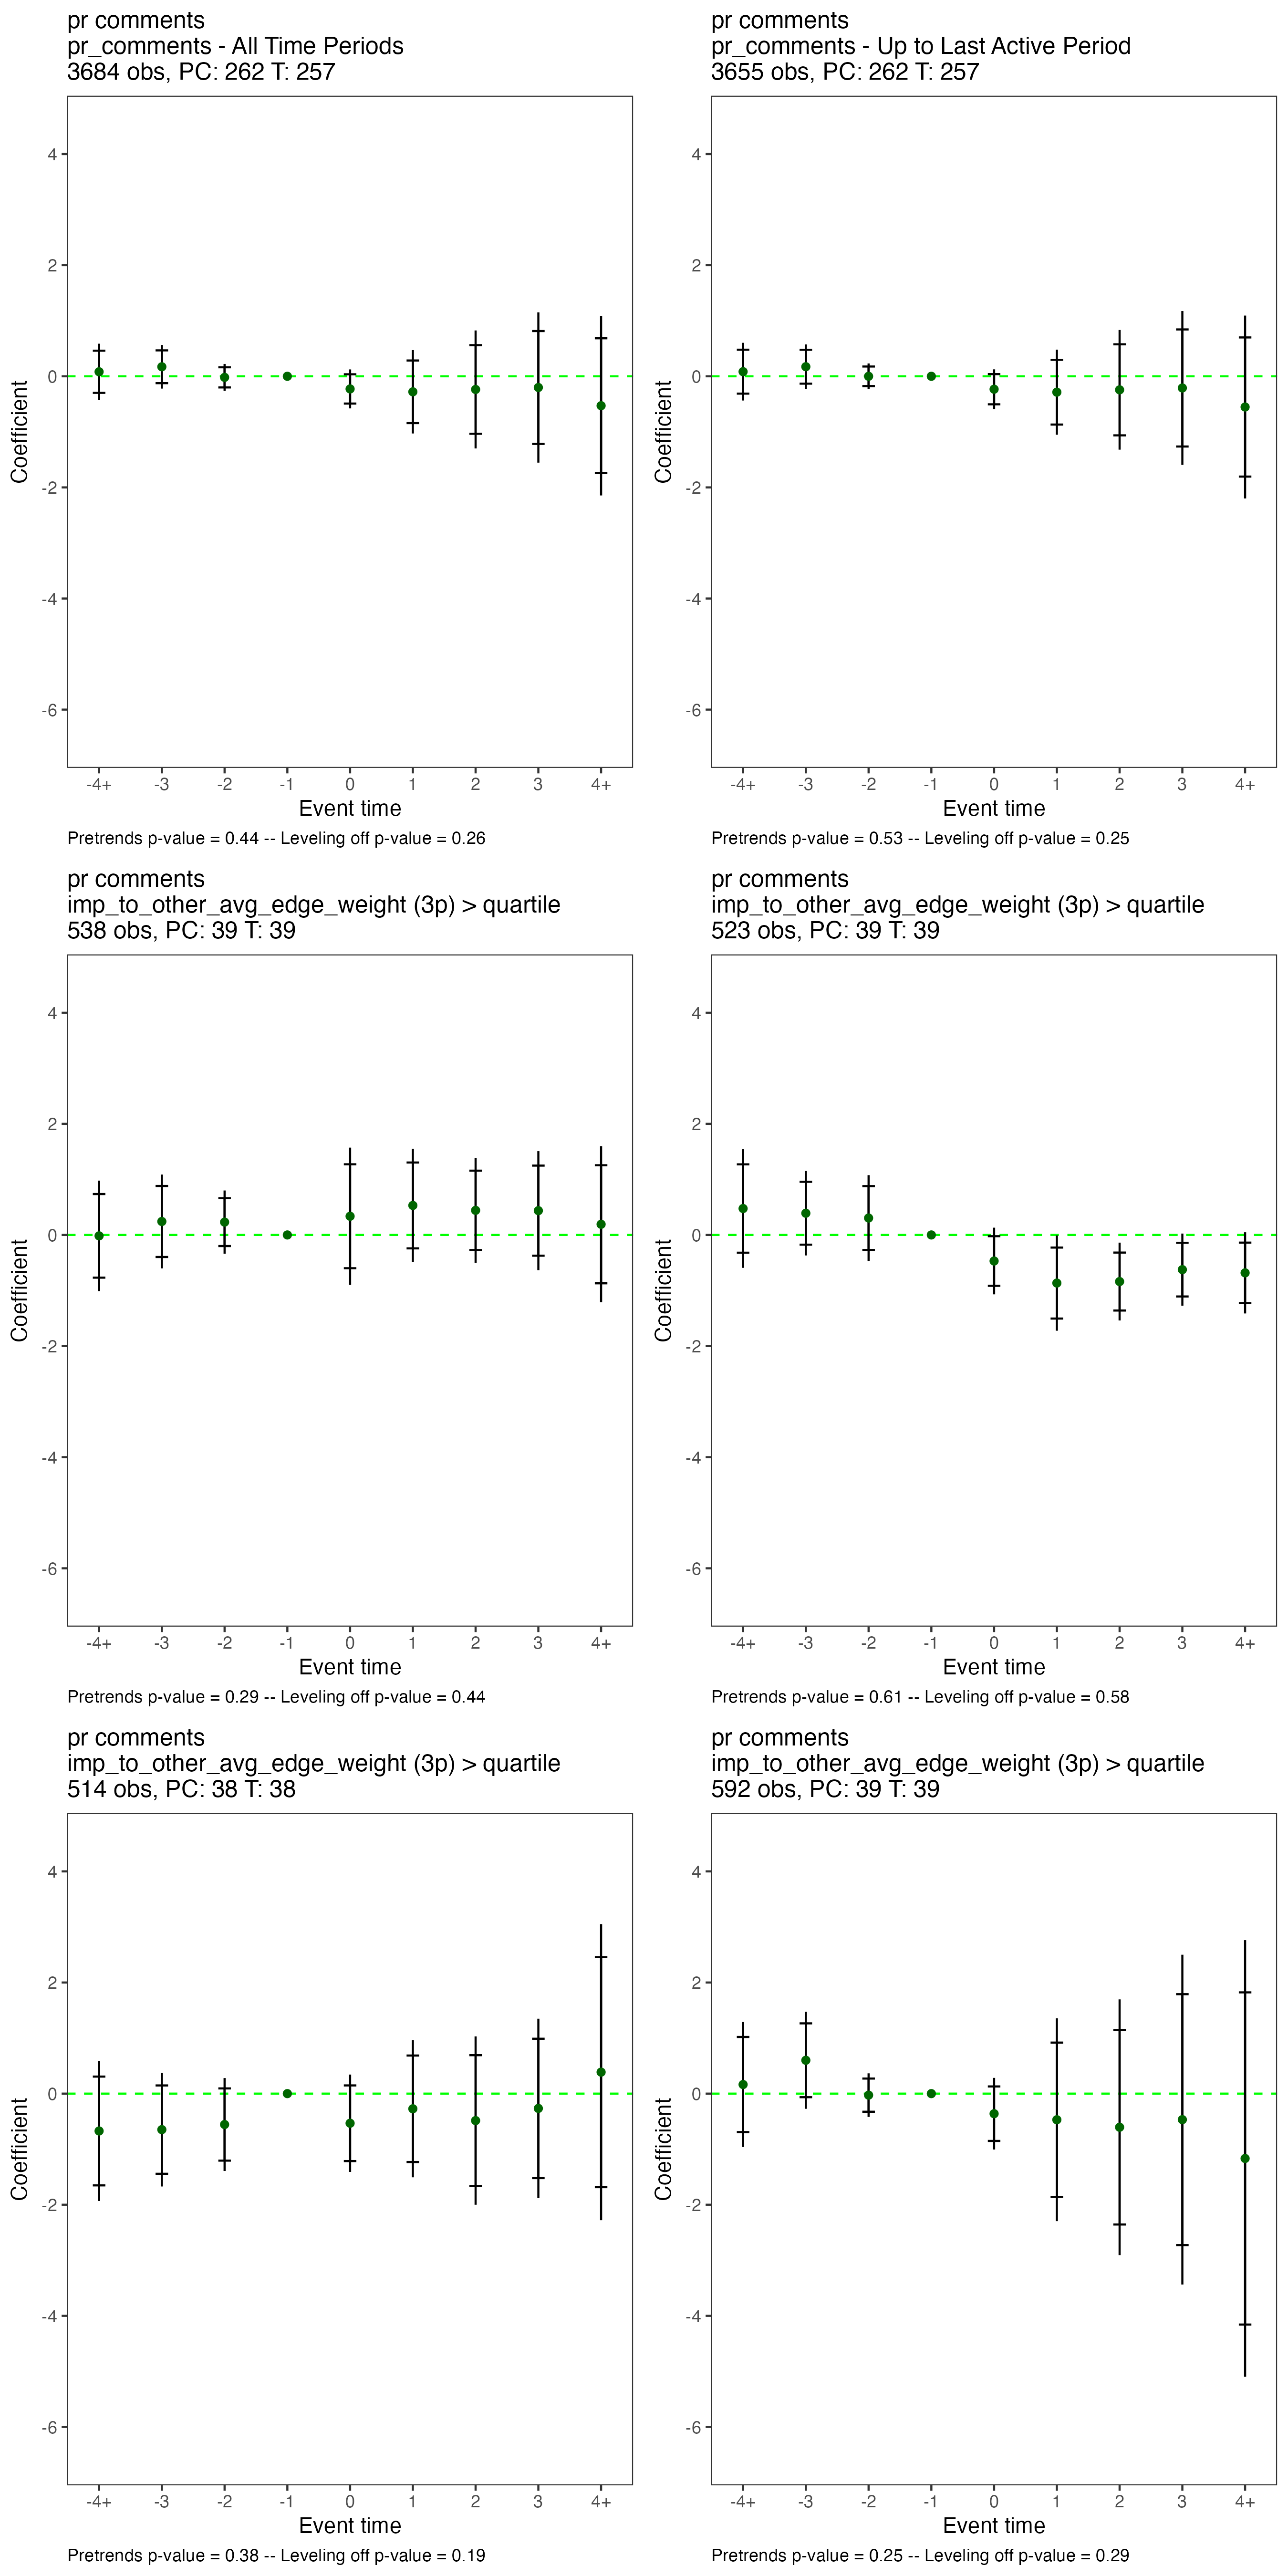 pr comments
pr_comments - All Time Periods
3684 obs, PC: 262 T: 257
4
2
0
-2
-4
-6
Coefficient
-4+ -3 -2 -1 0 1 2 3 4+
Event time
Pretrends p-value = 0.44 -- Leveling off p-value = 0.26
pr comments
pr_comments - Up to Last Active Period
3655 obs, PC: 262 T: 257
4
2
0
-2
-4
-6
Coefficient
-4+ -3 -2 -1 0 1 2 3 4+
Event time
Pretrends p-value = 0.53 -- Leveling off p-value = 0.25
pr comments
imp_to_other_avg_edge_weight (3p) > quartile
538 obs, PC: 39 T: 39
4
2
0
-2
-4
-6
Coefficient
-4+ -3 -2 -1 0 1 2 3 4+
Event time
Pretrends p-value = 0.29 -- Leveling off p-value = 0.44
pr comments
imp_to_other_avg_edge_weight (3p) > quartile
523 obs, PC: 39 T: 39
4
2
0
-2
-4
-6
Coefficient
-4+ -3 -2 -1 0 1 2 3 4+
Event time
Pretrends p-value = 0.61 -- Leveling off p-value = 0.58
pr comments
imp_to_other_avg_edge_weight (3p) > quartile
514 obs, PC: 38 T: 38
4
2
0
-2
-4
-6
Coefficient
-4+ -3 -2 -1 0 1 2 3 4+
Event time
Pretrends p-value = 0.38 -- Leveling off p-value = 0.19
pr comments
imp_to_other_avg_edge_weight (3p) > quartile
592 obs, PC: 39 T: 39
4
2
0
-2
-4
-6
Coefficient
-4+ -3 -2 -1 0 1 2 3 4+
Event time
Pretrends p-value = 0.25 -- Leveling off p-value = 0.29